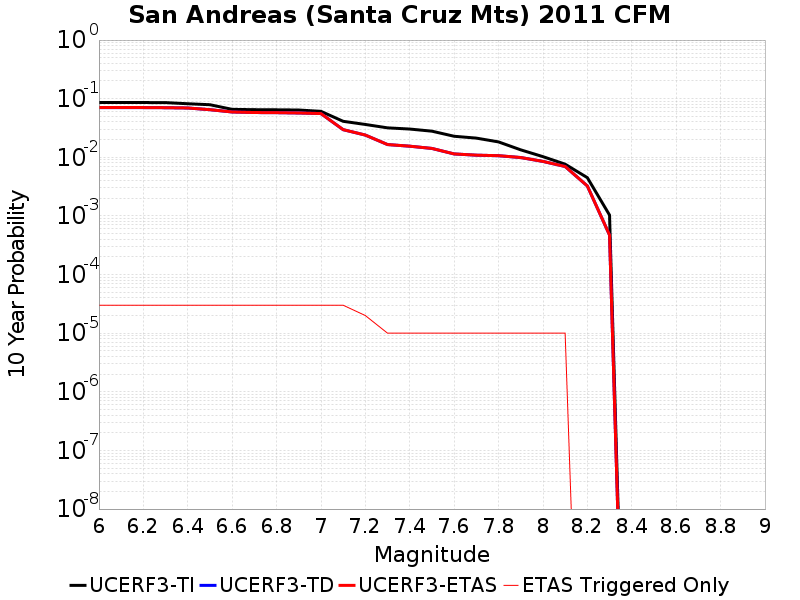 San Andreas (Santa Cruz Mts) 2011 CFM
10^0
10^-1
10^-2
10^-3
10^-4
10^-5
10^-6
10^-7
10^-8
10 Year Probability
6 6.2 6.4 6.6 6.8 7 7.2 7.4 7.6 7.8 8 8.2 8.4 8.6 8.8 9
Magnitude
UCERF3-TI UCERF3-TD UCERF3-ETAS ETAS Triggered Only